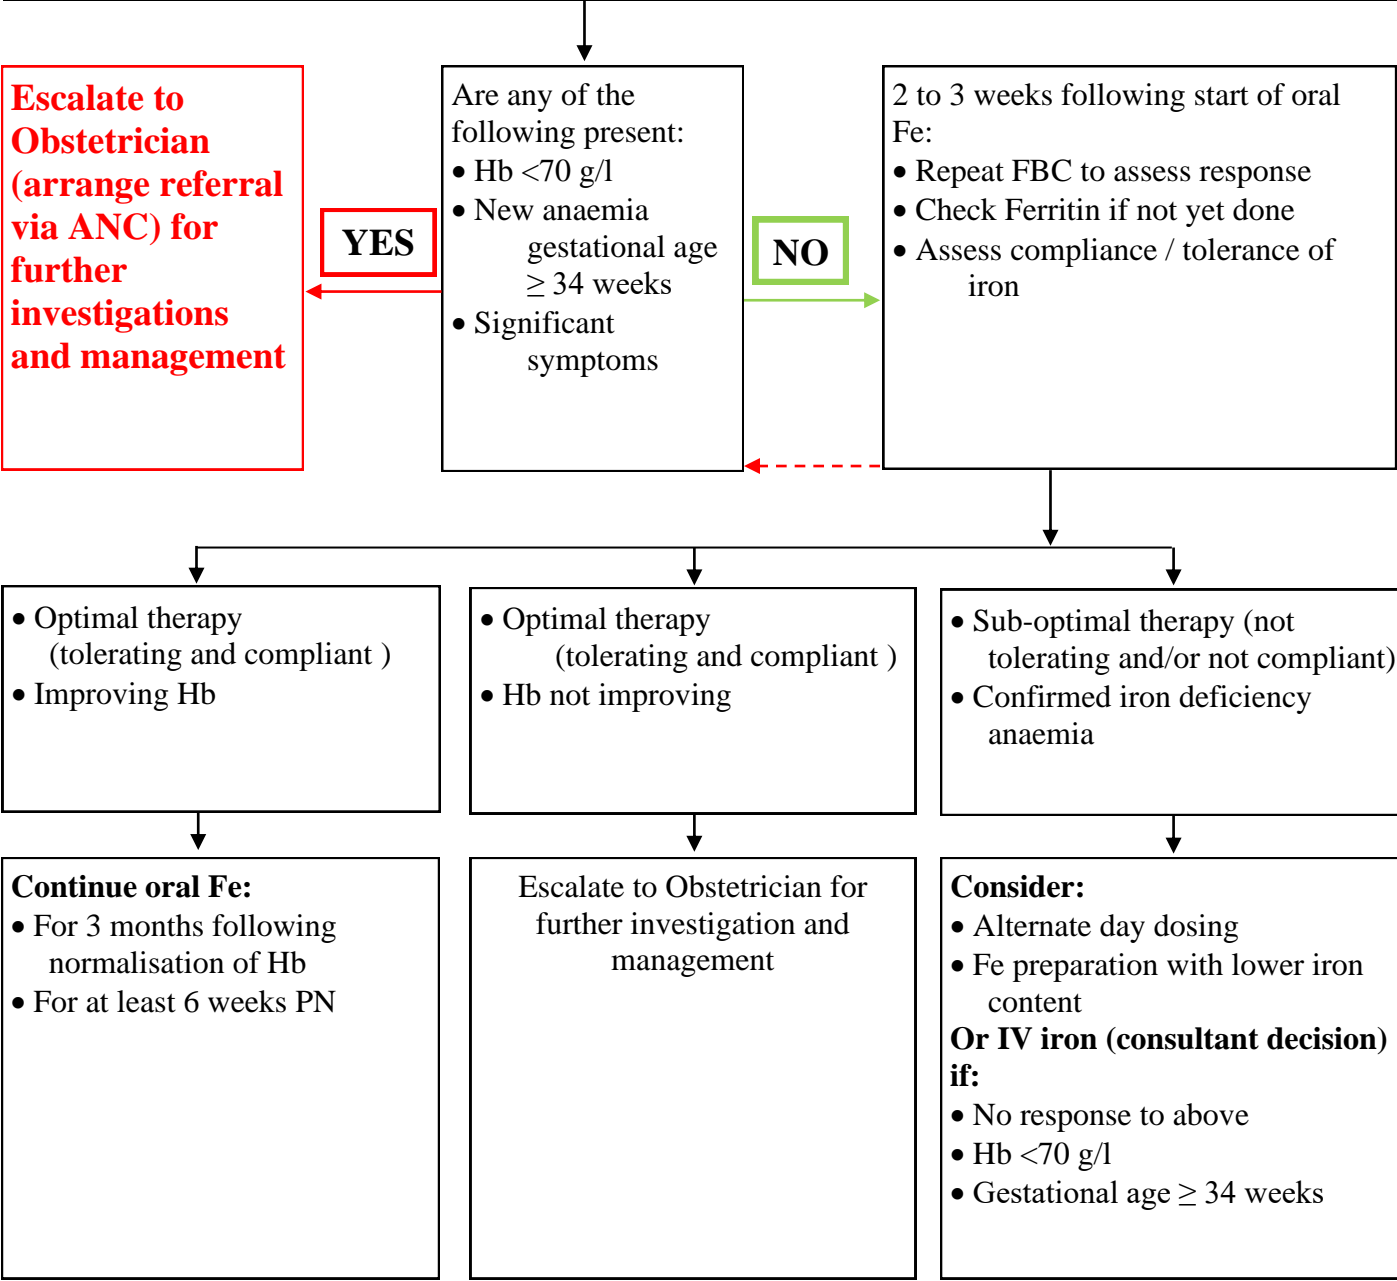 Escalate to
Obstetrician
(arrange referral
via ANC) for
further
investigations
and management
YES
Are any of the
following present:
• Hb <70 g/l
• New anaemia
gestational age
≥ 34 weeks
• Significant
symptoms
NO
2 to 3 weeks following start of oral
Fe:
• Repeat FBC to assess response
• Check Ferritin if not yet done
• Assess compliance / tolerance of
iron
• Optimal therapy
(tolerating and compliant )
• Improving Hb
• Optimal therapy
(tolerating and compliant )
• Hb not improving
• Sub-optimal therapy (not
tolerating and/or not compliant)
• Confirmed iron deficiency
anaemia
Continue oral Fe:
• For 3 months following
normalisation of Hb
• For at least 6 weeks PN
Escalate to Obstetrician for
further investigation and
management
Consider:
• Alternate day dosing
• Fe preparation with lower iron
content
Or IV iron (consultant decision)
if:
• No response to above
• Hb <70 g/l
• Gestational age ≥ 34 weeks